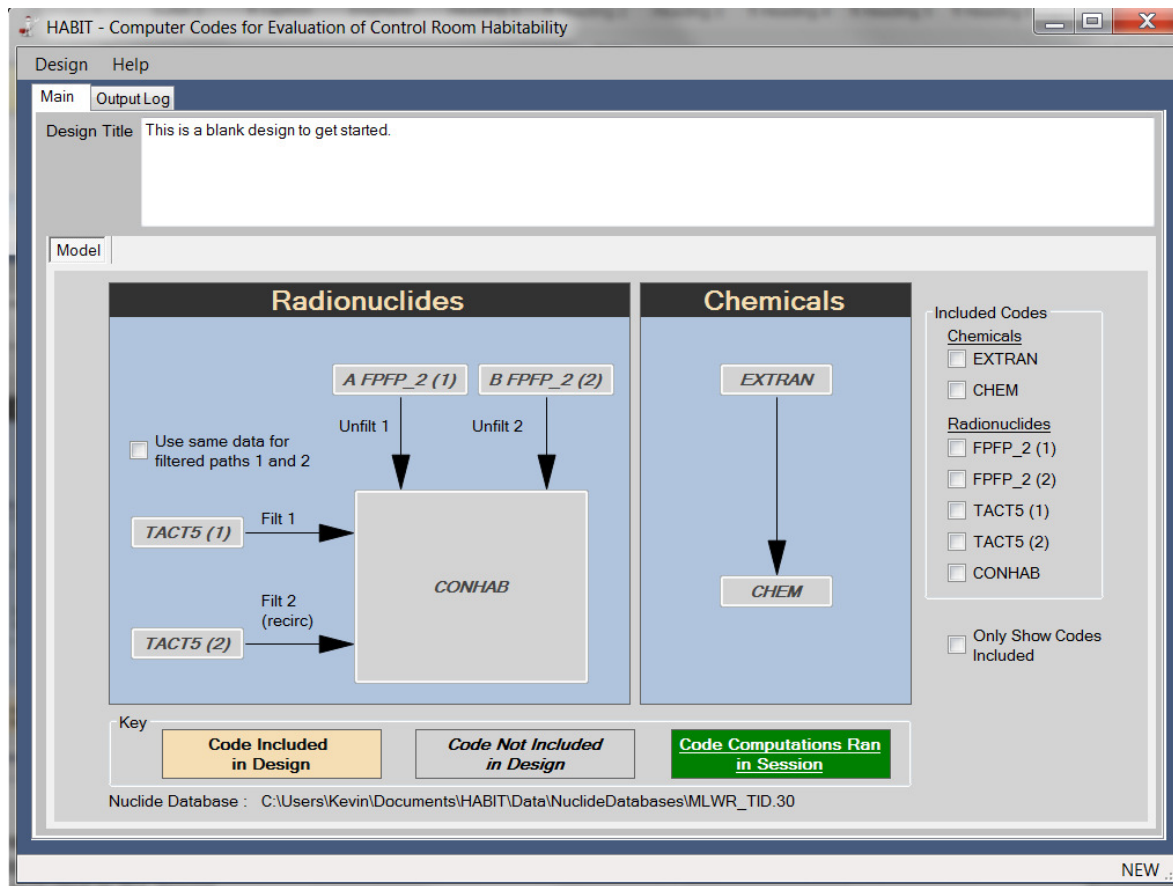 HABIT - Computer Codes for Evaluation of Control Room Habitability
Design Help
Main Output Log
Design Title This is a blank design to get started.
Model
Radionuclides
A FPFP_2 (1) B FPFP_2 (2)
Unfilt 1 Unfilt 2
Use same data for
filtered paths 1 and 2
TACT5 (1) Filt 1
CONHAB
Filt 2
(recirc)
TACT5 (2)
Chemicals
EXTRAN
CHEM
Included Codes
Chemicals
EXTRAN
CHEM
Radionuclides
FPFP_2 (1)
FPFP_2 (2)
TACT5 (1)
TACT5 (2)
CONHAB
Only Show Codes
Included
Key
Code Included
in Design
Code Not Included
in Design
Code Computations Ran
in Session
Nuclide Database : C:\Users\Kevin\Documents\HABIT\Data\NuclideDatabases\MLWR_TID.30
NEW